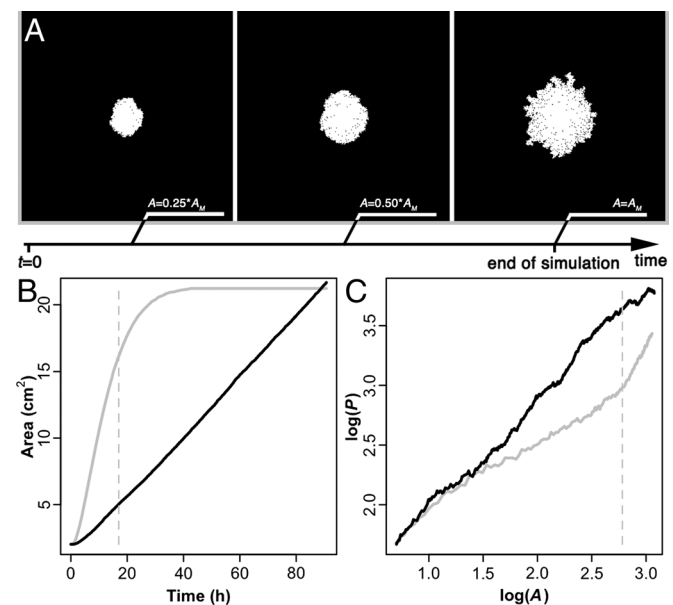 A
A=0.25*A_M
A=0.50*A_M
A=A_M
t=0
end of simulation
time
B
Area (cm²)
20
15
10
5
0
20
40
60
80
Time (h)
C
log(P)
3.5
3.0
2.5
2.0
1.0
1.5
2.0
2.5
3.0
log(A)